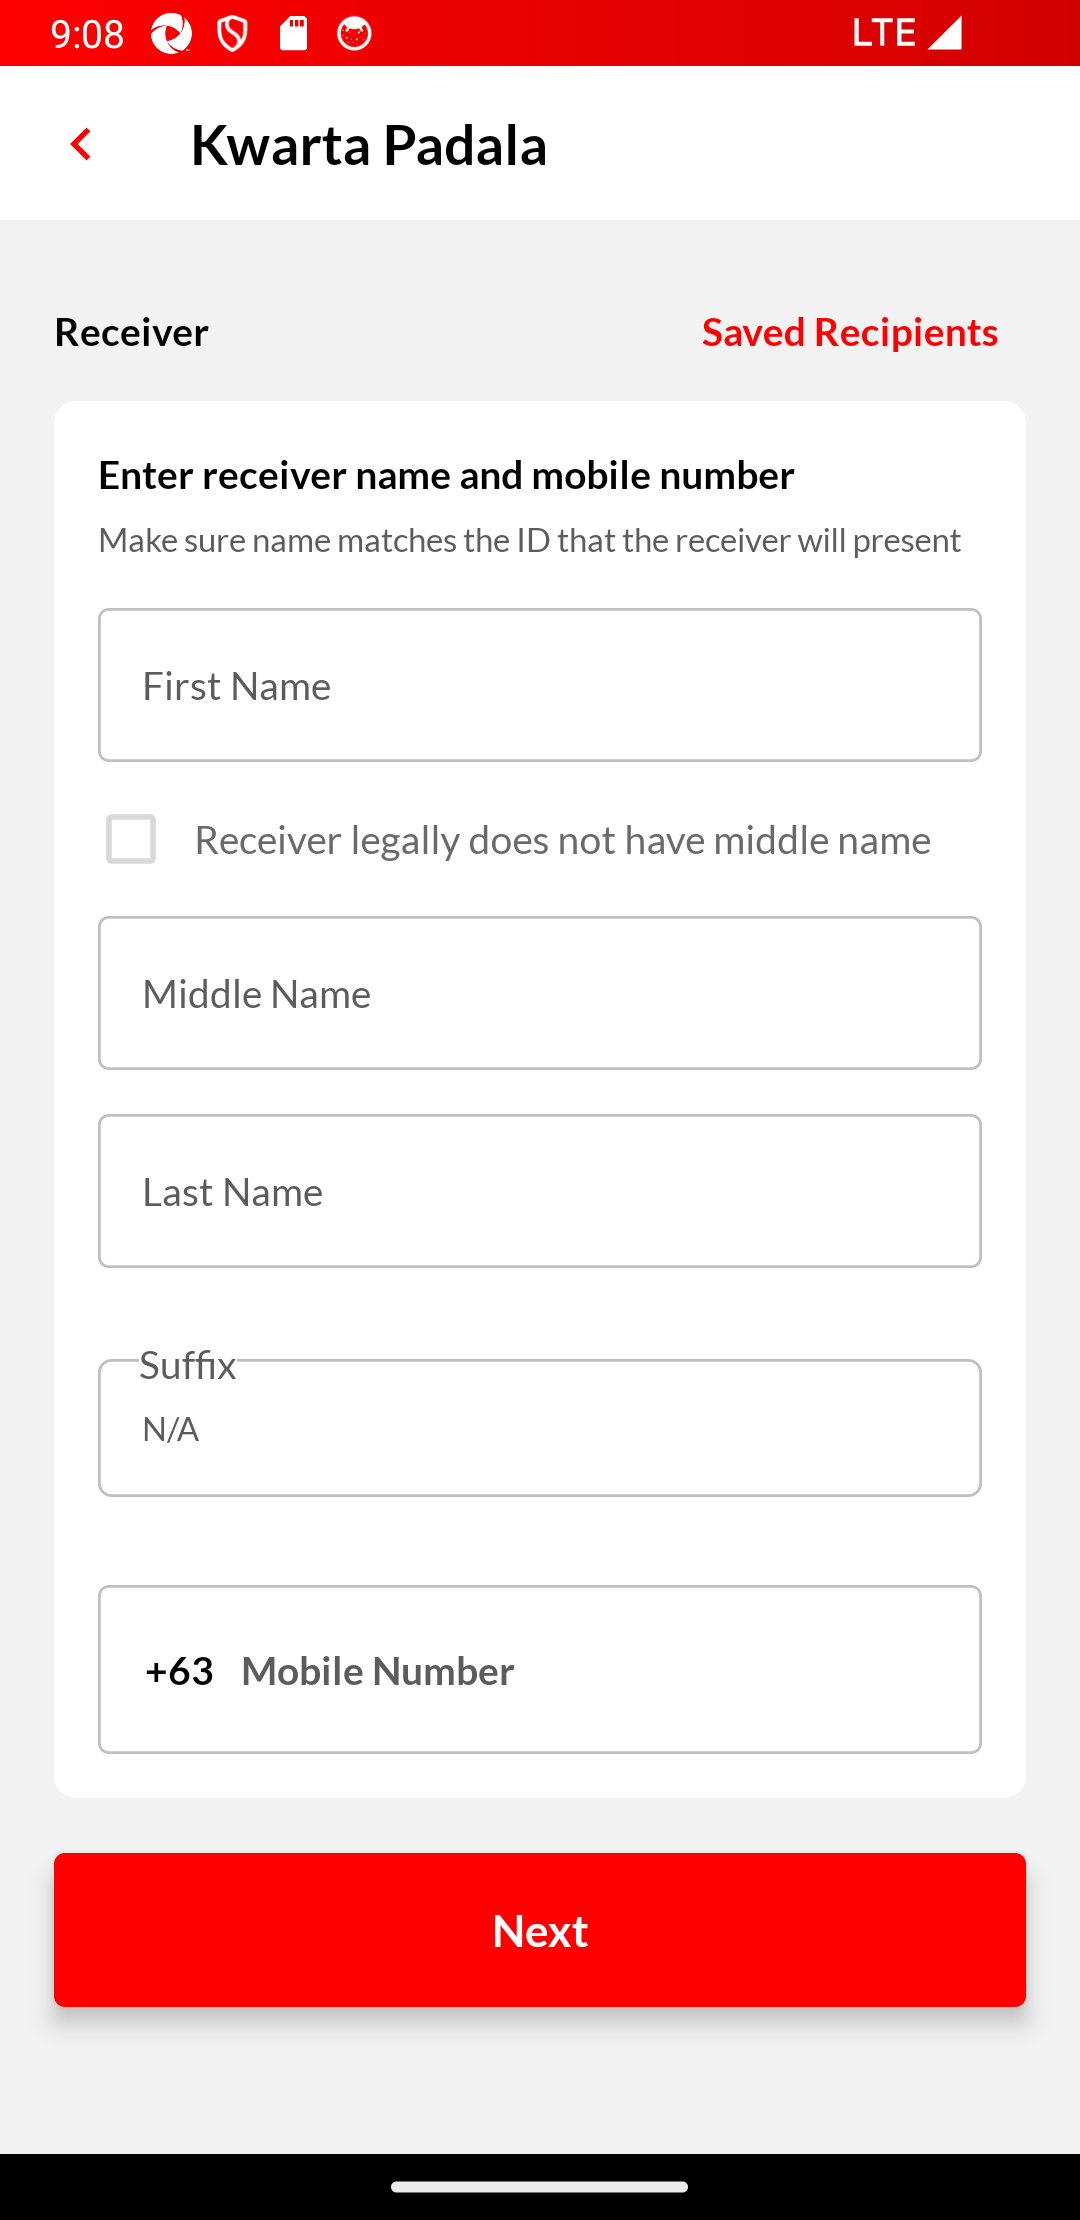 9:08 LTE
Kwarta Padala
Receiver Saved Recipients
Enter receiver name and mobile number
Make sure name matches the ID that the receiver will present
First Name
Receiver legally does not have middle name
Middle Name
Last Name
Suffix
N/A
+63 Mobile Number
Next